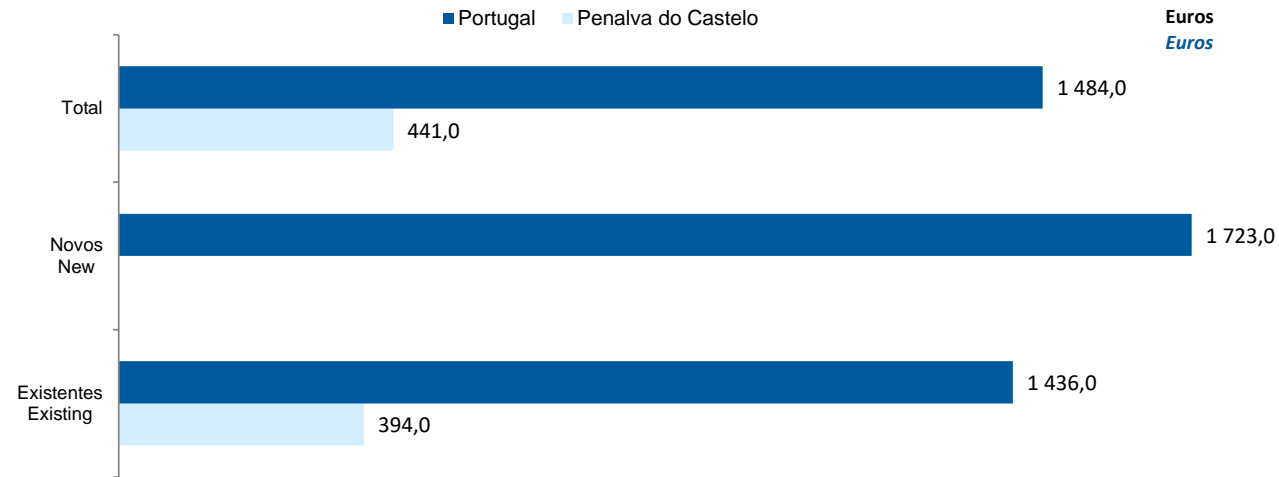 Portugal Penalva do Castelo
Euros
Euros
Total
1 484,0
441,0
Novos
New
1 723,0
Existentes
Existing
1 436,0
394,0